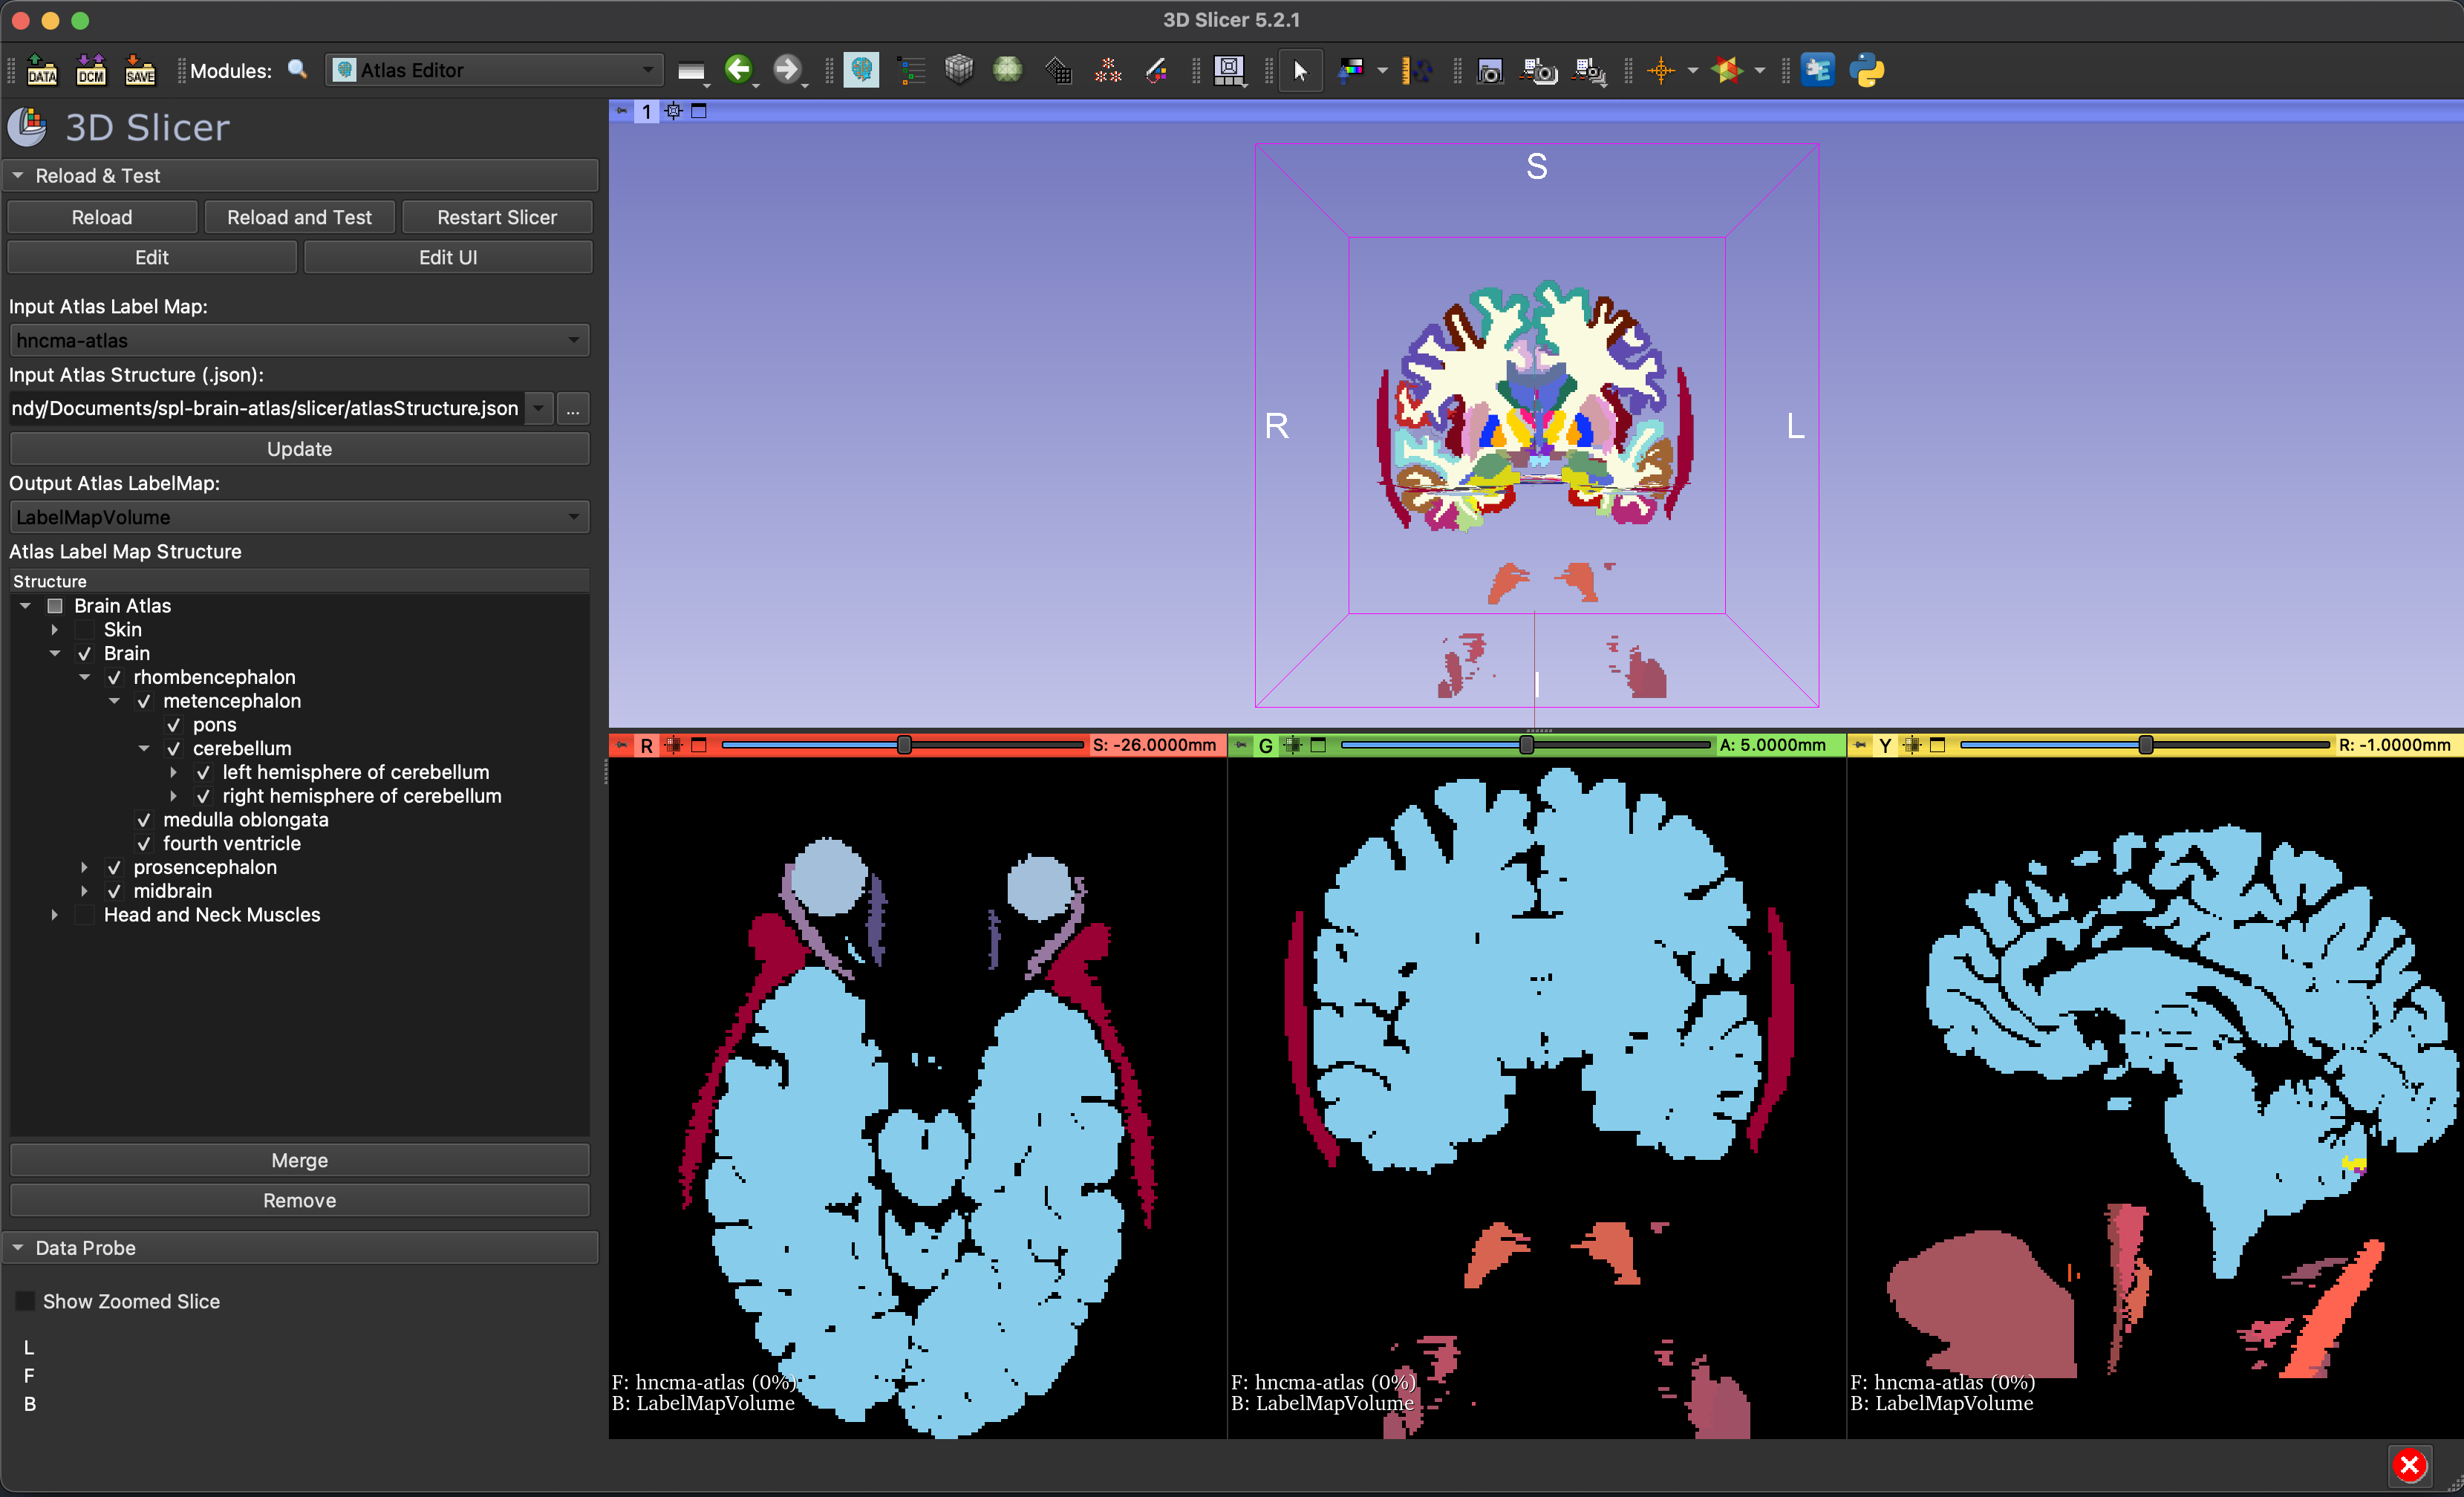 3D Slicer 5.2.1
DATA
DCM
SAVE
Modules:
Atlas Editor
3D Slicer
Reload & Test
Reload
Reload and Test
Restart Slicer
Edit
Edit UI
Input Atlas Label Map:
hncma-atlas
Input Atlas Structure (.json):
ndy/Documents/spl-brain-atlas/slicer/atlasStructure.json
...
Update
Output Atlas LabelMap:
LabelMapVolume
Atlas Label Map Structure
Structure
Brain Atlas
Skin
Brain
rhombencephalon
metencephalon
pons
cerebellum
left hemisphere of cerebellum
right hemisphere of cerebellum
medulla oblongata
fourth ventricle
prosencephalon
midbrain
Head and Neck Muscles
Merge
Remove
Data Probe
Show Zoomed Slice
L
F
B
1
S
R
L
I
R
S: -26.0000mm
G
A: 5.0000mm
Y
R: -1.0000mm
F: hncma-atlas (0%)
B: LabelMapVolume
F: hncma-atlas (0%)
B: LabelMapVolume
F: hncma-atlas (0%)
B: LabelMapVolume